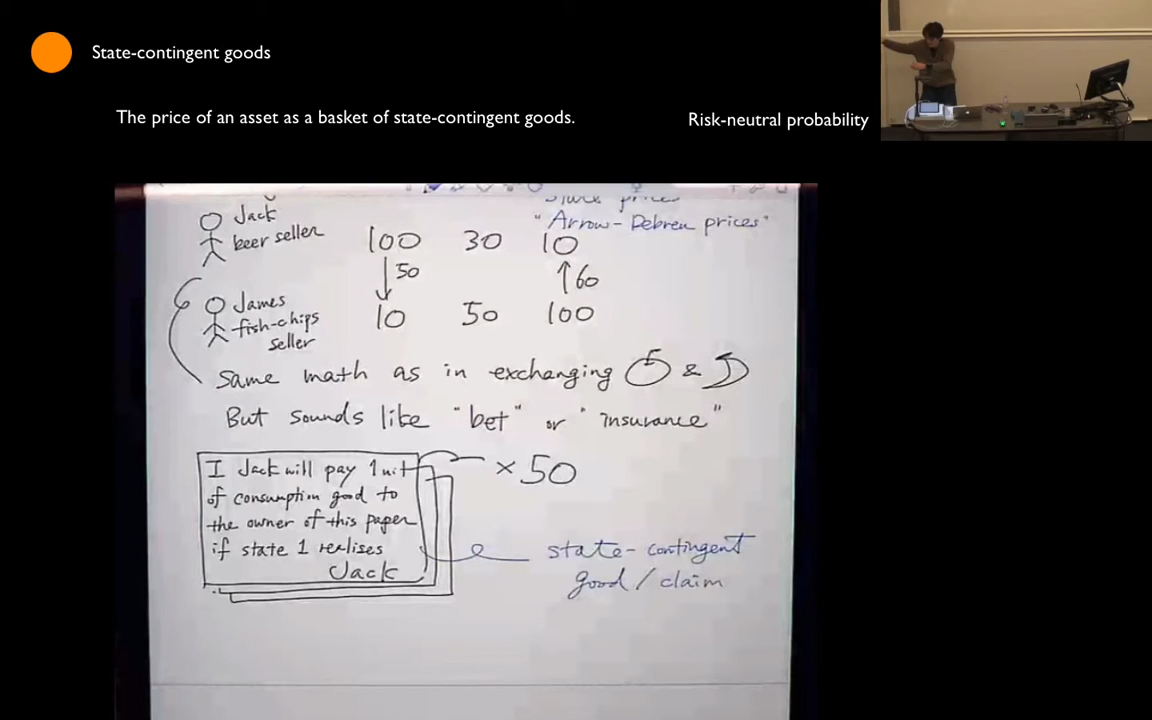 State-contingent goods
The price of an asset as a basket of state-contingent goods.
Risk-neutral probability
"Arrow-Debreu prices"
Jack
beer seller
100 30 10
50
60
James
fish-chips
seller
10 50 100
Same math as in exchanging & 
But sounds like "bet" or "insurance"
I Jack will pay 1 unit
of consumption good to
the owner of this paper
if state 1 realises
Jack
×50
state-contingent
good / claim